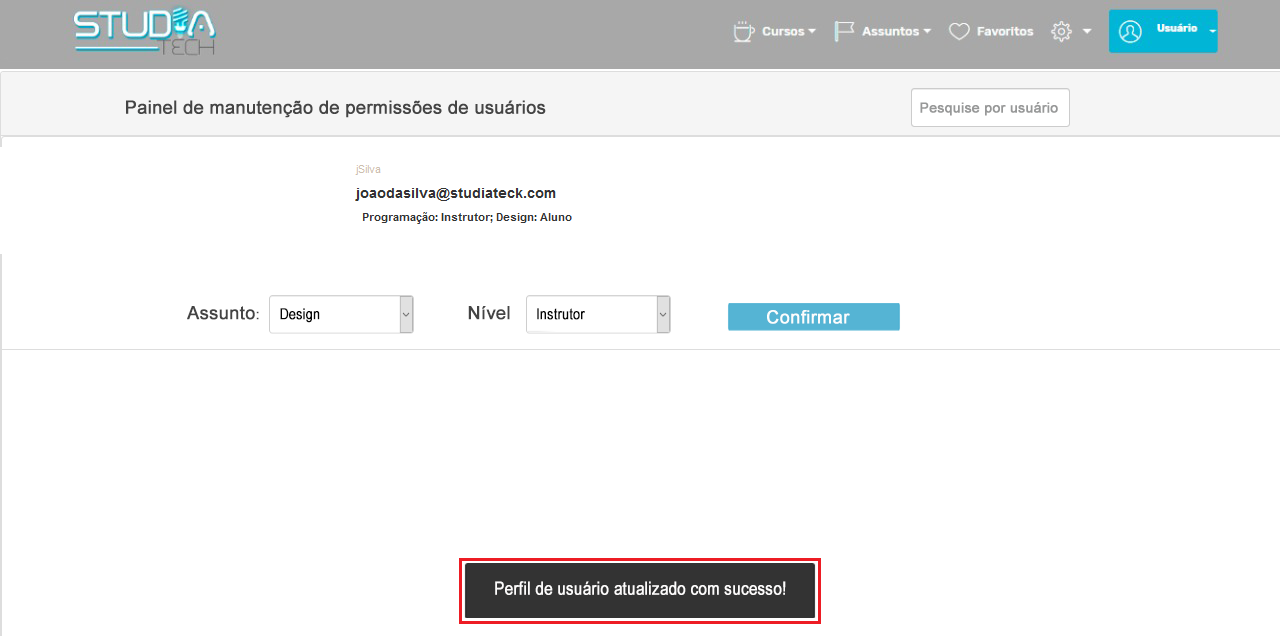 STUDIA
TECH
Cursos
Assuntos
Favoritos
Usuário
Painel de manutenção de permissões de usuários
Pesquise por usuário
jSilva
joaodasilva@studiateck.com
Programação: Instrutor; Design: Aluno
Assunto: Design
Nível Instrutor
Confirmar
Perfil de usuário atualizado com sucesso!